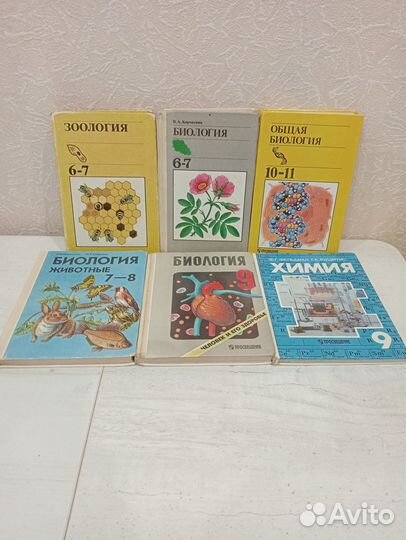 ЗООЛОГИЯ
6-7
В. А. Корчагина
БИОЛОГИЯ
6-7
ОБЩАЯ
БИОЛОГИЯ
10-11
БИОЛОГИЯ
ЖИВОТНЫЕ
7—8
БИОЛОГИЯ
9
ЧЕЛОВЕК И ЕГО ЗДОРОВЬЕ
ПРОСВЕЩЕНИЕ
ХИМИЯ
ПРОСВЕЩЕНИЕ
9
Avito